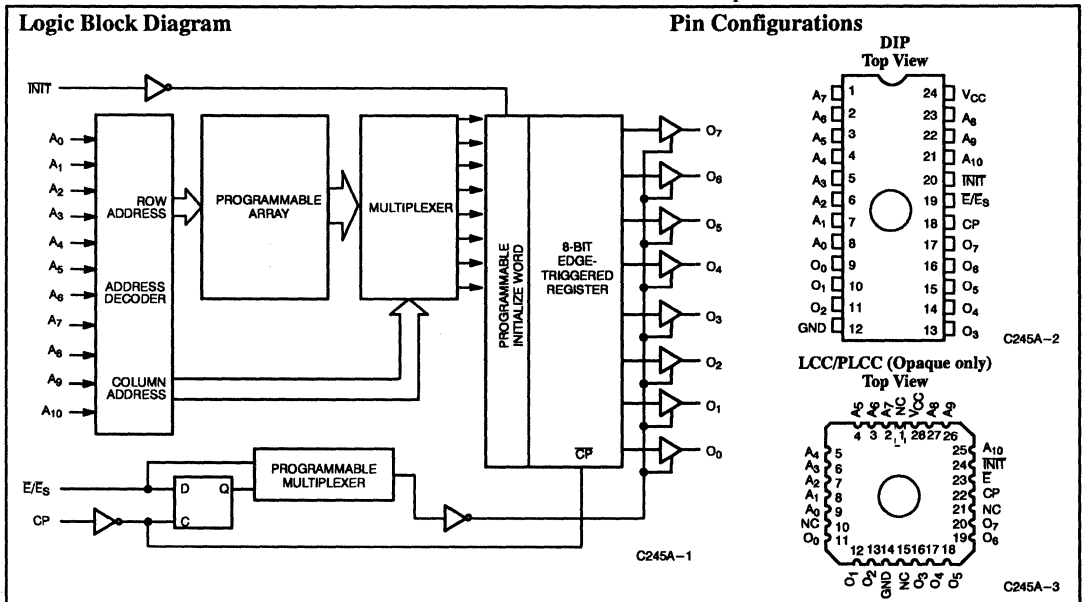 Logic Block Diagram
INIT
A0
A1
A2
A3
A4
A5
A6
A7
A8
A9
A10
ROW
ADDRESS
ADDRESS
DECODER
COLUMN
ADDRESS
PROGRAMMABLE
ARRAY
MULTIPLEXER
PROGRAMMABLE
INITIALIZE WORD
8-BIT
EDGE-
TRIGGERED
REGISTER
CP
O7
O6
O5
O4
O3
O2
O1
O0
E/ES
CP
D Q
C
PROGRAMMABLE
MULTIPLEXER
C245A-1
Pin Configurations
DIP
Top View
A7 1 24 VCC
A6 2 23 A8
A5 3 22 A9
A4 4 21 A10
A3 5 20 INIT
A2 6 19 E/ES
A1 7 18 CP
A0 8 17 O7
O0 9 16 O6
O1 10 15 O5
O2 11 14 O4
GND 12 13 O3
C245A-2
LCC/PLCC (Opaque only)
Top View
A5 A6 A7 NC VCC A8 A9
4 3 2 1 28 27 26
A4 5 25 A10
A3 6 24 INIT
A2 7 23 E
A1 8 22 CP
A0 9 21 NC
NC 10 20 O7
O0 11 19 O6
12 13 14 15 16 17 18
O1 O2 GND NC O3 O4 O5
C245A-3